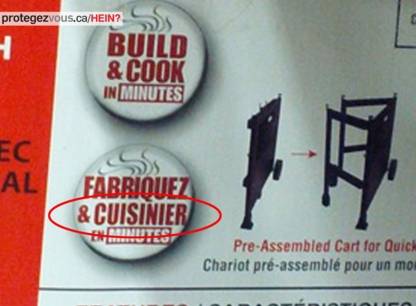 protegezvous.ca/HEIN?
H
BUILD
& COOK
IN MINUTES
EC
AL
FABRIQUEZ
& CUISINIER
EN MINUTES
Pre-Assembled Cart for Quick
Chariot pré-assemblé pour un mo